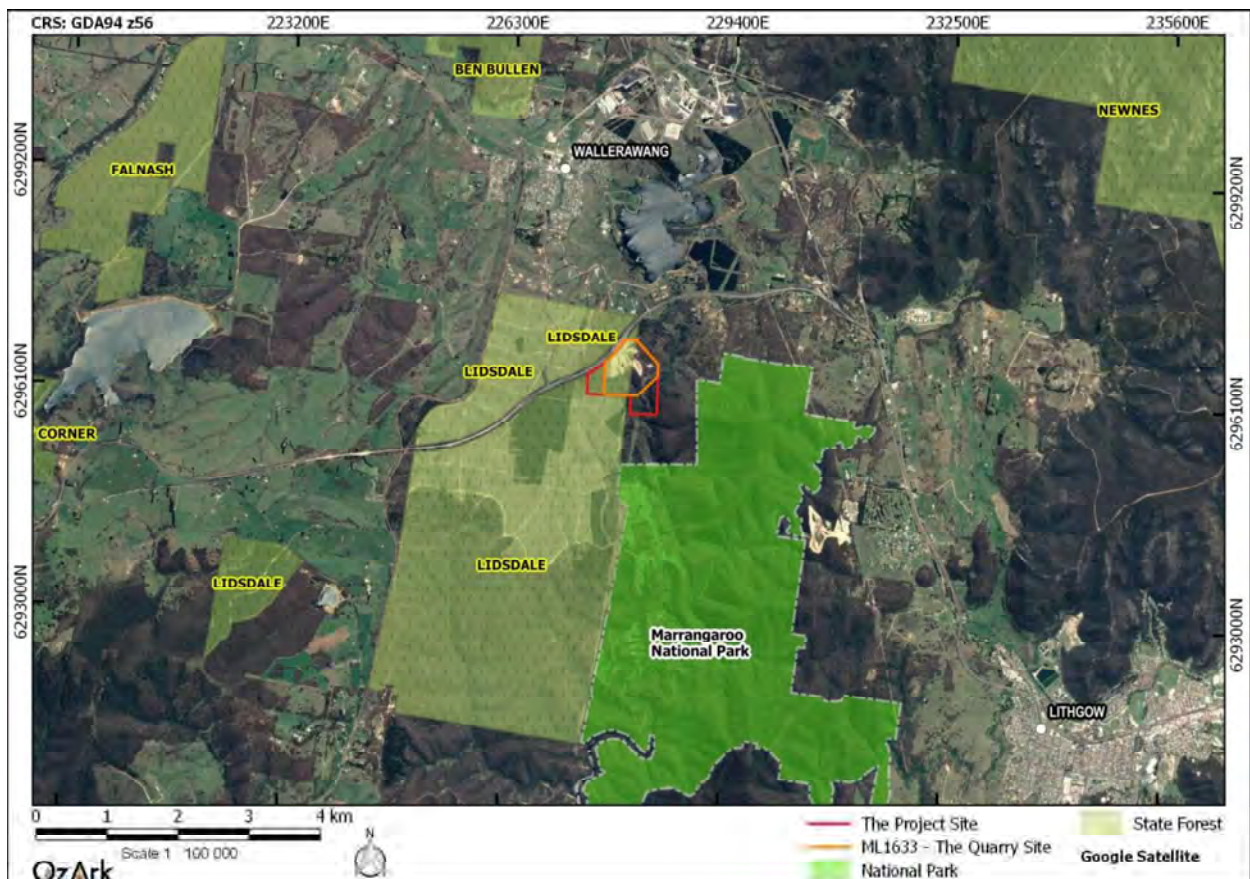 CRS: GDA94 z56
223200E
226300E
229400E
232500E
235600E
BEN BULLEN
NEWNES
6299200N
WALLERAWANG
FALNASH
6299200N
LIDSDALE
LIDSDALE
6296100N
6296100N
CORNER
LIDSDALE
LIDSDALE
6293000N
6293000N
Marrangaroo
National Park
LITHGOW
0 1 2 3 4 km
Scale 1 100 000
N
OzArk
The Project Site
ML1633 - The Quarry Site
National Park
State Forest
Google Satellite